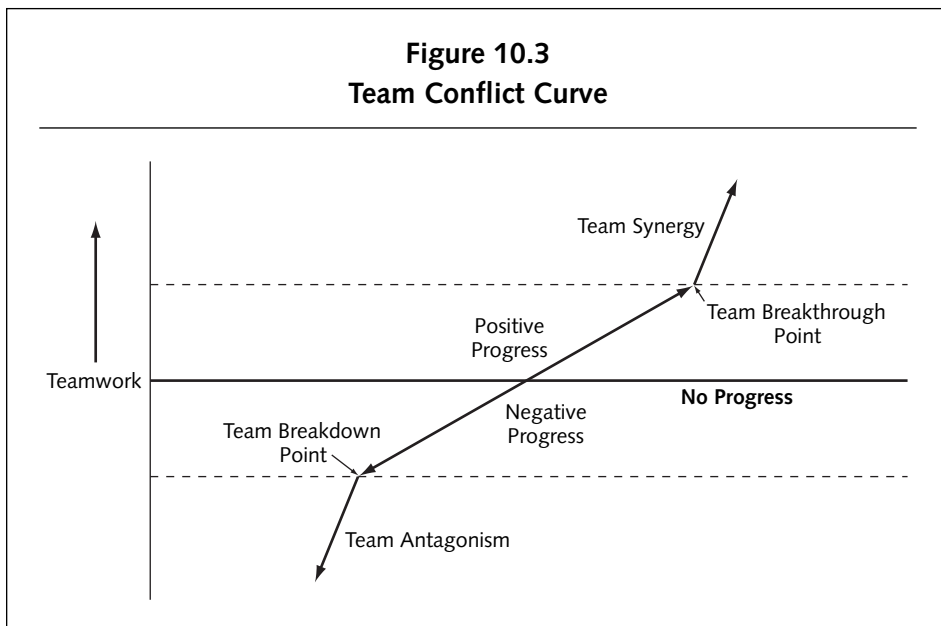 Figure 10.3
Team Conflict Curve
Team Synergy
Team Breakthrough
Point
Positive
Progress
Teamwork
No Progress
Negative
Progress
Team Breakdown
Point
Team Antagonism